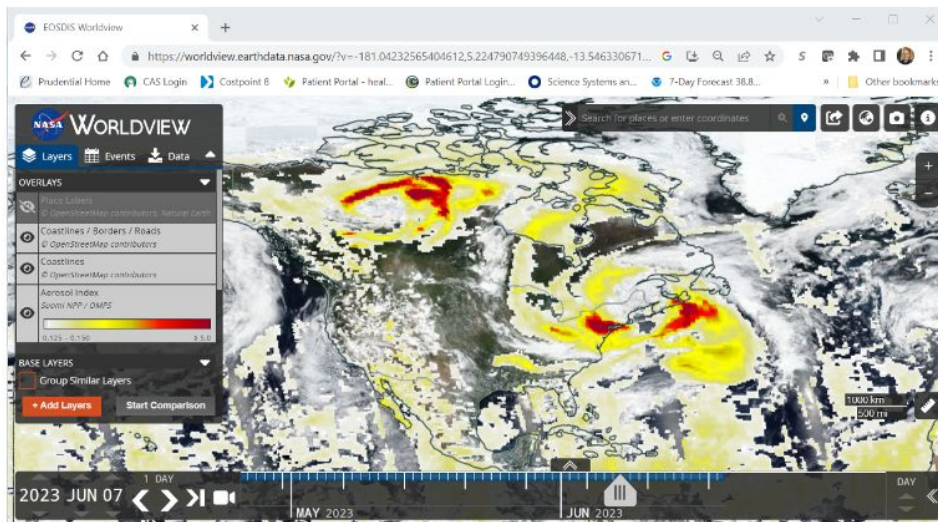 EOSDIS Worldview
https://worldview.earthdata.nasa.gov/?v=-181.04232565404612,5.224790749396448,-13.546330671...
Prudential Home CAS Login Costpoint 8 Patient Portal - heal... Patient Portal Login... Science Systems an... 7-Day Forecast 38.8... » Other bookmarks
NASA WORLDVIEW
Search for places or enter coordinates
Layers Events Data
OVERLAYS
Place Labels
© OpenStreetMap contributors, Natural Earth
Coastlines / Borders / Roads
© OpenStreetMap contributors
Coastlines
© OpenStreetMap contributors
Aerosol Index
Suomi NPP / OMPS
0.125 - 0.150 ≥ 5.0
BASE LAYERS
Group Similar Layers
+ Add Layers Start Comparison
1000 km
500 mi
1 DAY
2023 JUN 07
MAY 2023 JUN 2023
DAY